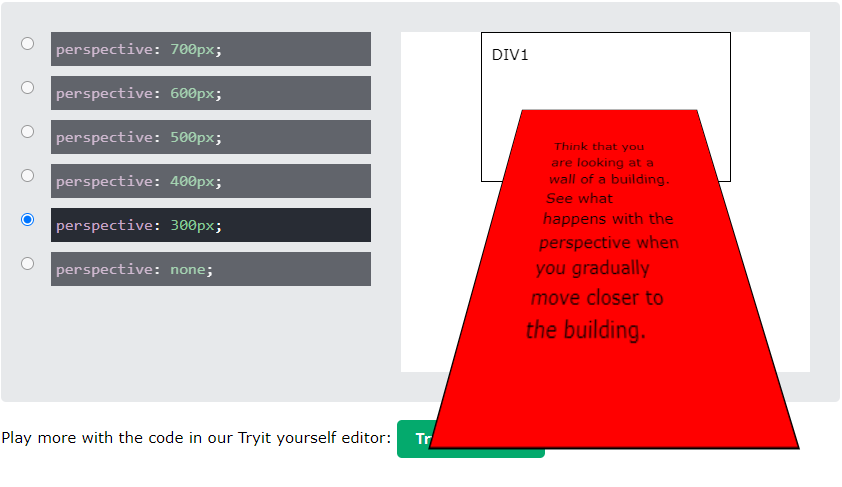 perspective: 700px;
perspective: 600px;
perspective: 500px;
perspective: 400px;
perspective: 300px;
perspective: none;
DIV1
Think that you
are looking at a
wall of a building.
See what
happens with the
perspective when
you gradually
move closer to
the building.
Play more with the code in our Tryit yourself editor: